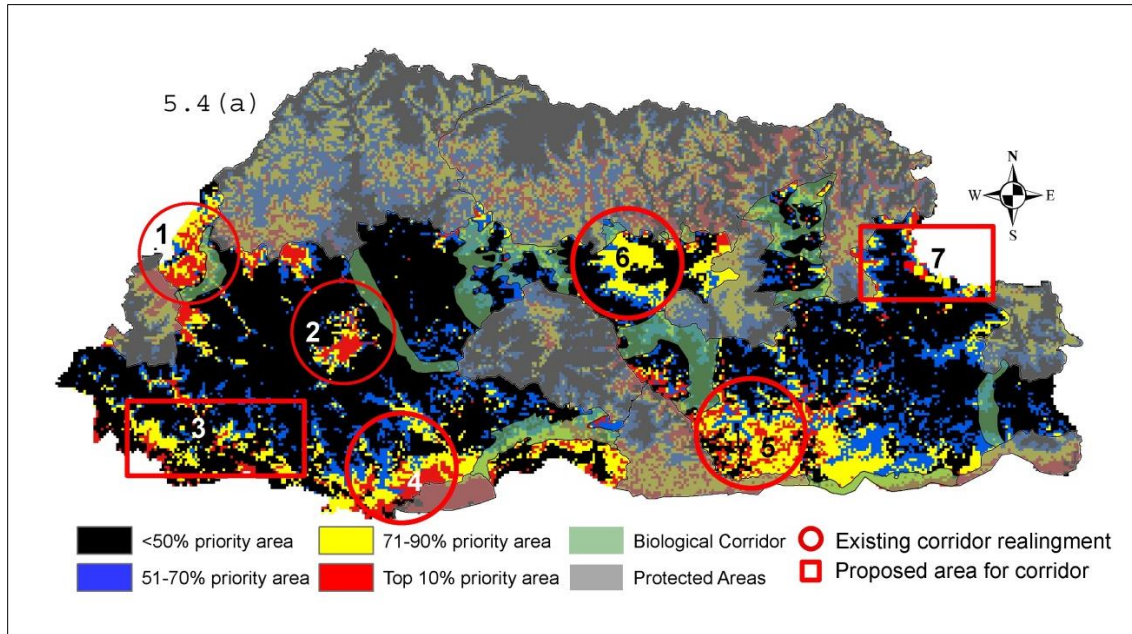 5.4(a)
N
W E
S
1
6
7
2
3
4
5
<50% priority area
71-90% priority area
Biological Corridor
Existing corridor realingment
51-70% priority area
Top 10% priority area
Protected Areas
Proposed area for corridor